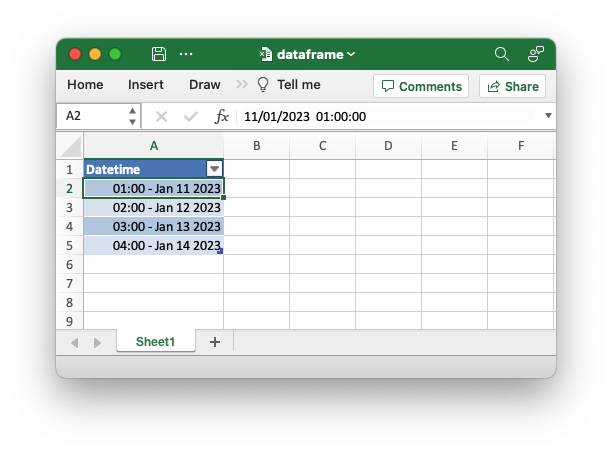 dataframe
Home Insert Draw Tell me Comments Share
A2 fx 11/01/2023 01:00:00
A B C D E F
1 Datetime
2 01:00 - Jan 11 2023
3 02:00 - Jan 12 2023
4 03:00 - Jan 13 2023
5 04:00 - Jan 14 2023
6
7
8
9
Sheet1 +